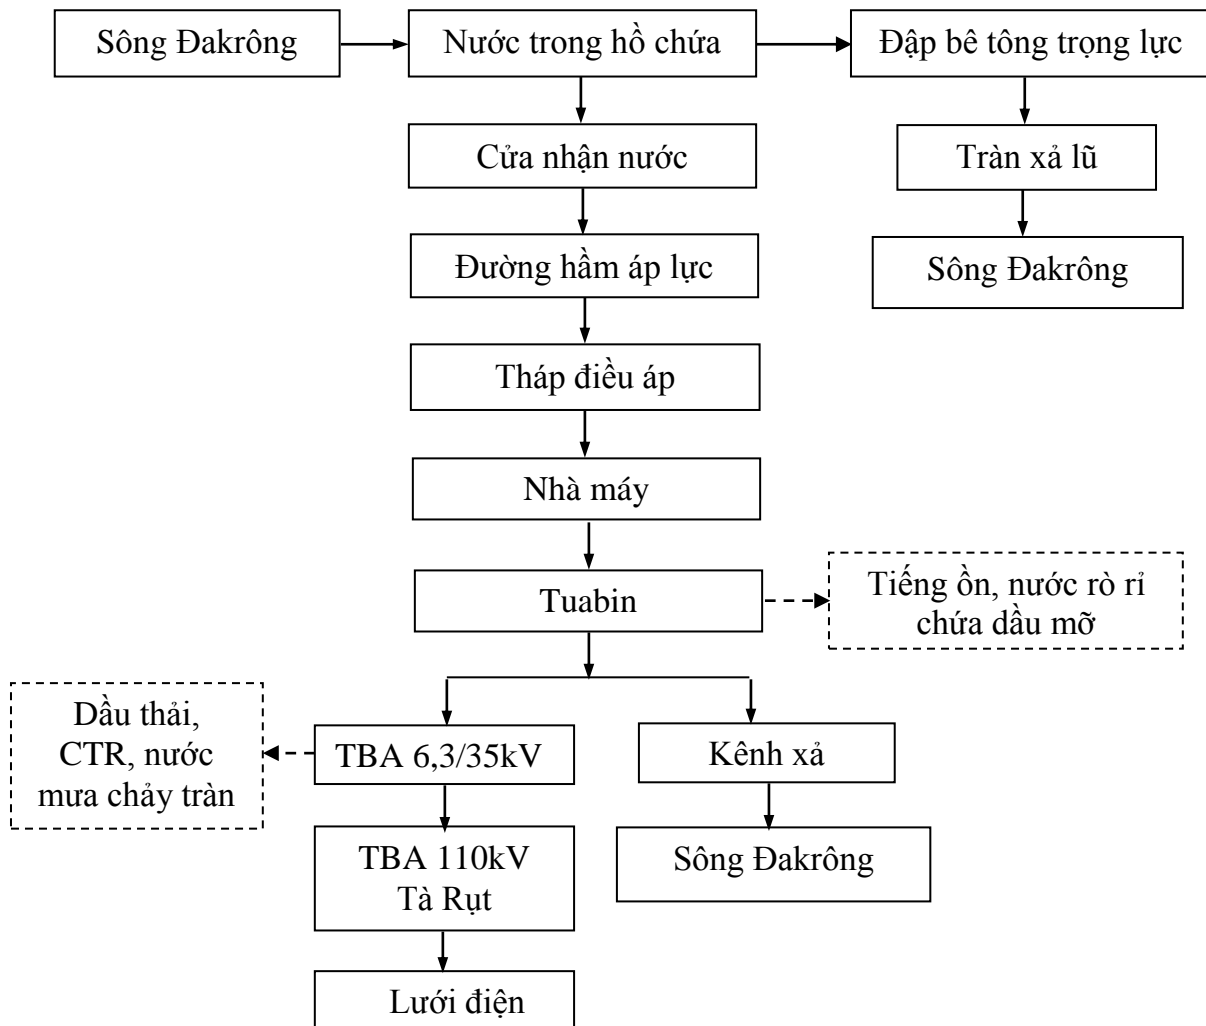 Sông Đakrông
Nước trong hồ chứa
Đập bê tông trọng lực
Cửa nhận nước
Tràn xả lũ
Đường hầm áp lực
Sông Đakrông
Tháp điều áp
Nhà máy
Tuabin
Tiếng ồn, nước rò rỉ
chứa dầu mỡ
Dầu thải,
CTR, nước
mưa chảy tràn
TBA 6,3/35kV
Kênh xả
TBA 110kV
Tà Rụt
Sông Đakrông
Lưới điện